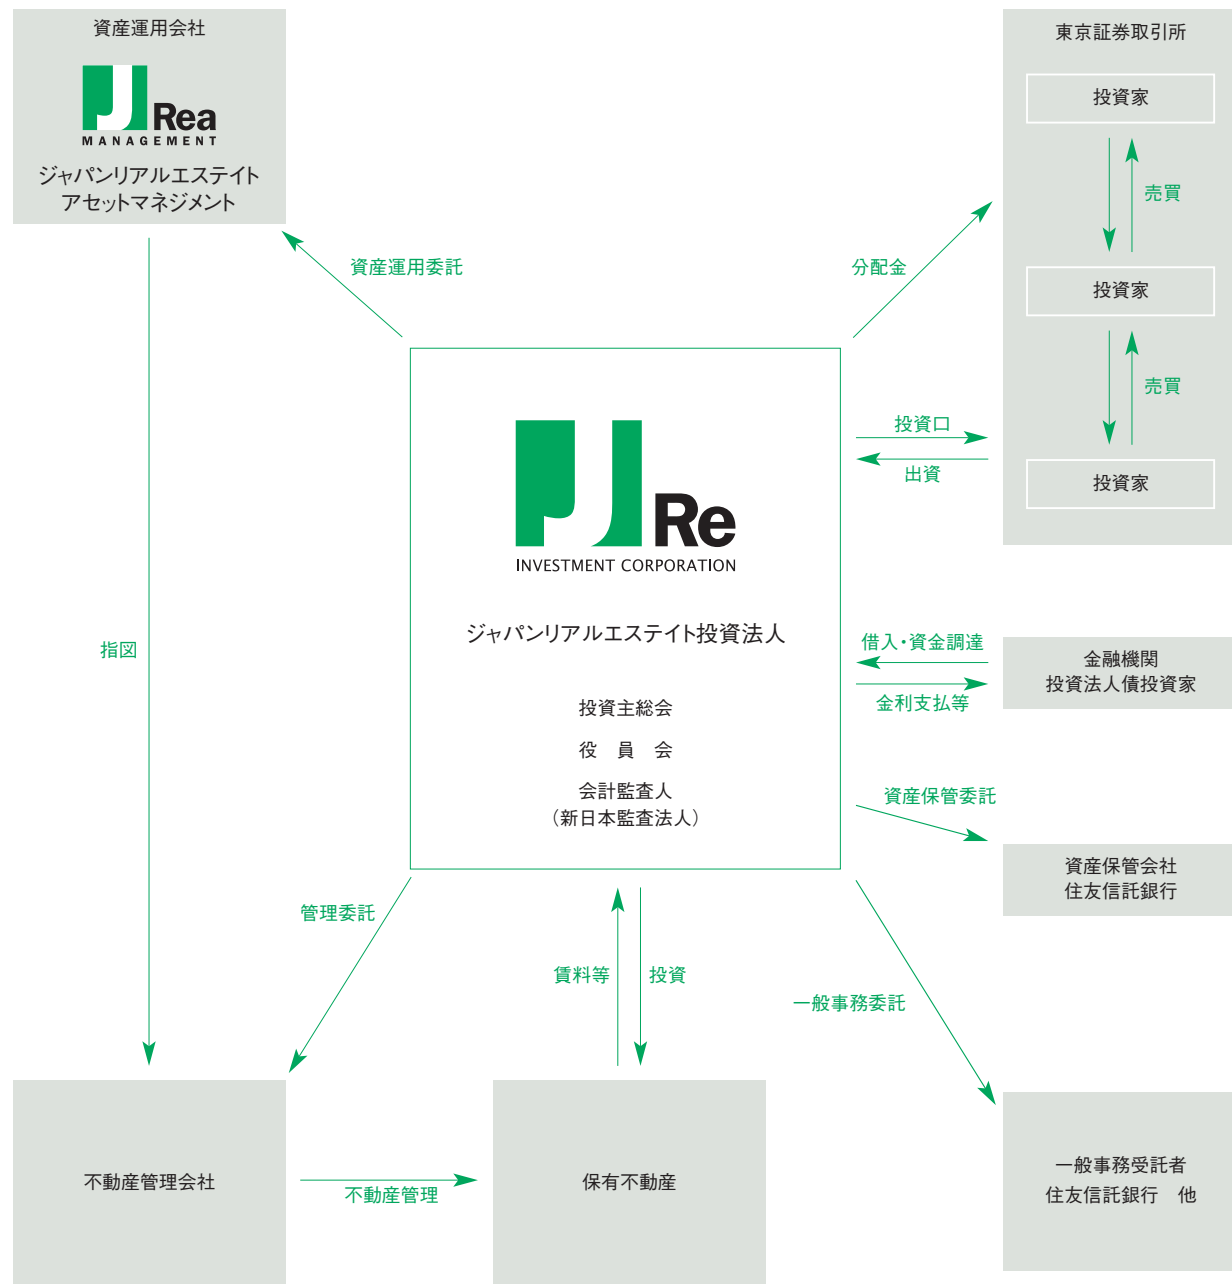 資産運用会社
J Rea
MANAGEMENT
ジャパンリアルエステイト
アセットマネジメント
東京証券取引所
投資家
売買
投資家
売買
投資家
資産運用委託
分配金
投資口
出資
J Re
INVESTMENT CORPORATION
ジャパンリアルエステイト投資法人
投資主総会
役　員　会
会計監査人
（新日本監査法人）
指図
借入・資金調達
金利支払等
金融機関
投資法人債投資家
資産保管委託
資産保管会社
住友信託銀行
管理委託
賃料等
投資
一般事務委託
不動産管理会社
不動産管理
保有不動産
一般事務受託者
住友信託銀行　他